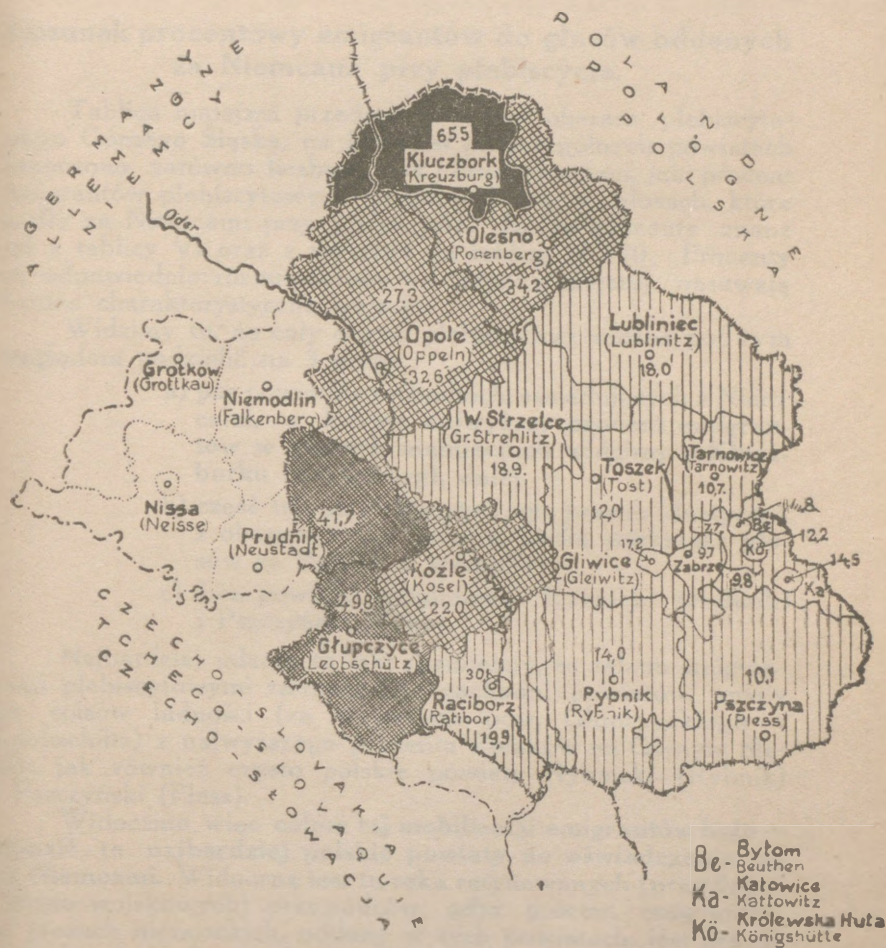 GERMANY
ALLEMAGNE
NIEMCY
POLOGNE
POLSKA
Oder
65.5
Kluczbork
(Kreuzburg)
Olesno
(Rosenberg)
34,2
27.3
Opole
(Oppeln)
32,6
Lubliniec
(Lublinitz)
18,0
Grotków
(Grottkau)
Niemodlin
(Falkenberg)
W. Strzelce
(Gr. Strehlitz)
18.9.
Toszek
(Tost)
12,0
Tarnowice
(Tarnowitz)
10,7.
Nissa
(Neisse)
41,7
Prudnik
(Neustadt)
Koźle
(Kosel)
22.0
17,2
Gliwice
(Gleiwitz)
7.7
9.7
Zabrze
Be
Kö
12,2
9.8
14,5
Ka
49.8
Głupczyce
Leobschütz)
30,1
Raciborz
(Ratibor)
19,9
14,0
Rybnik
(Rybnik)
10.1
Pszczyna
(Pless)
CZECHO-SLOVAKIA
TCHÉCO-SLOVAQUIE
CZECHO-SŁOWACJA
Be - Bytom
Beuthen
Ka - Katowice
Kattowitz
Kö - Królewska Huta
Königshütte